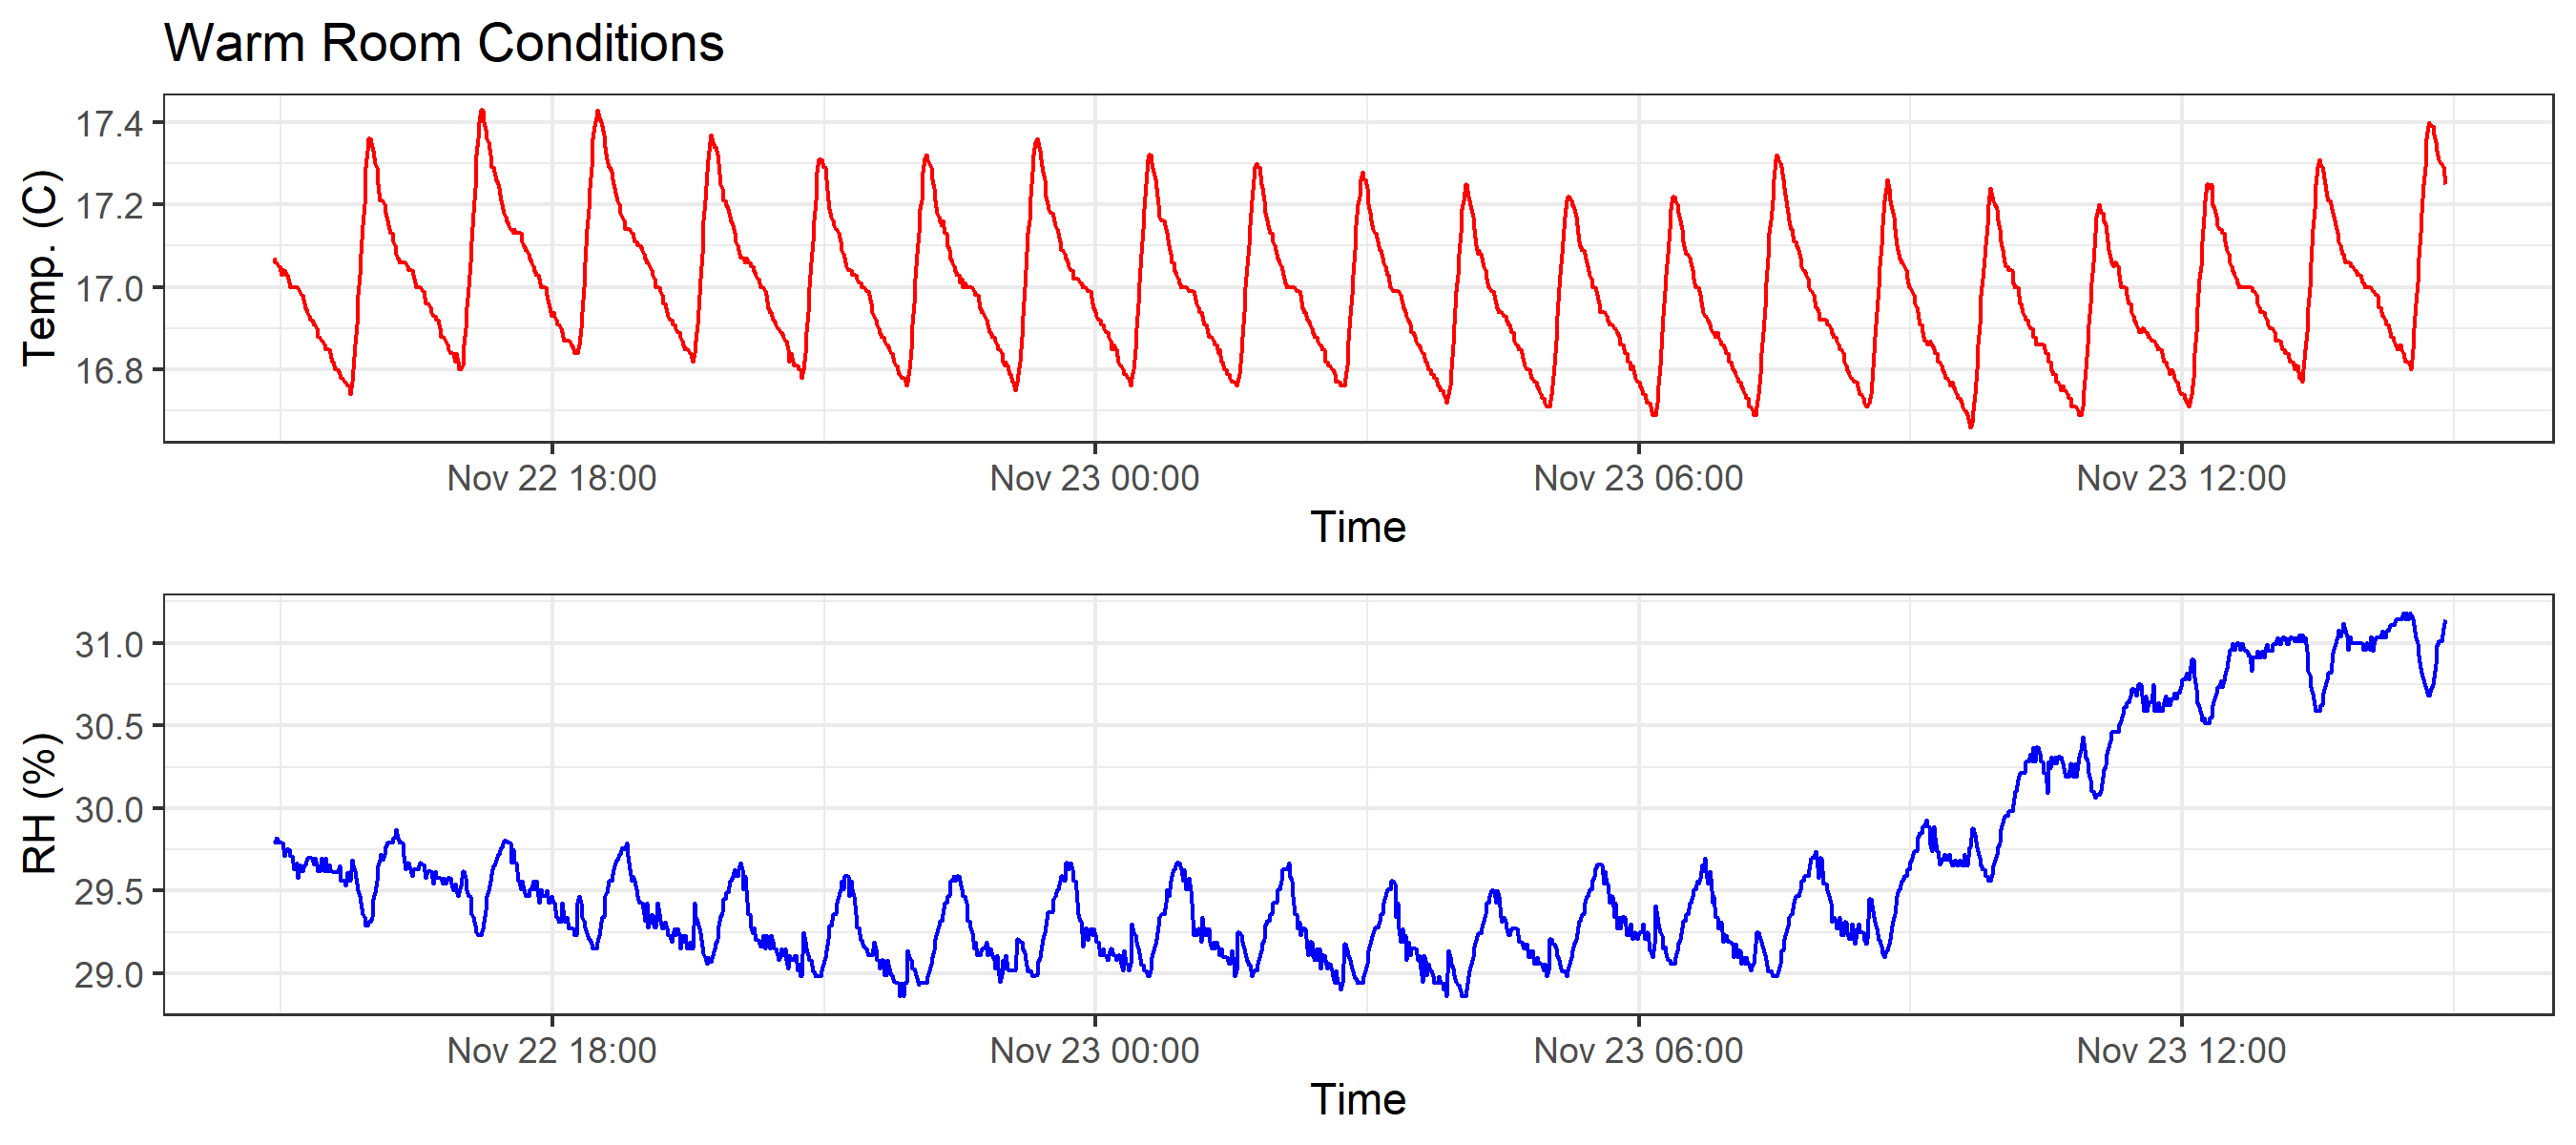 Warm Room Conditions
Temp. (C)
17.4
17.2
17.0
16.8
Nov 22 18:00 Nov 23 00:00 Nov 23 06:00 Nov 23 12:00
Time
RH (%)
31.0
30.5
30.0
29.5
29.0
Nov 22 18:00 Nov 23 00:00 Nov 23 06:00 Nov 23 12:00
Time